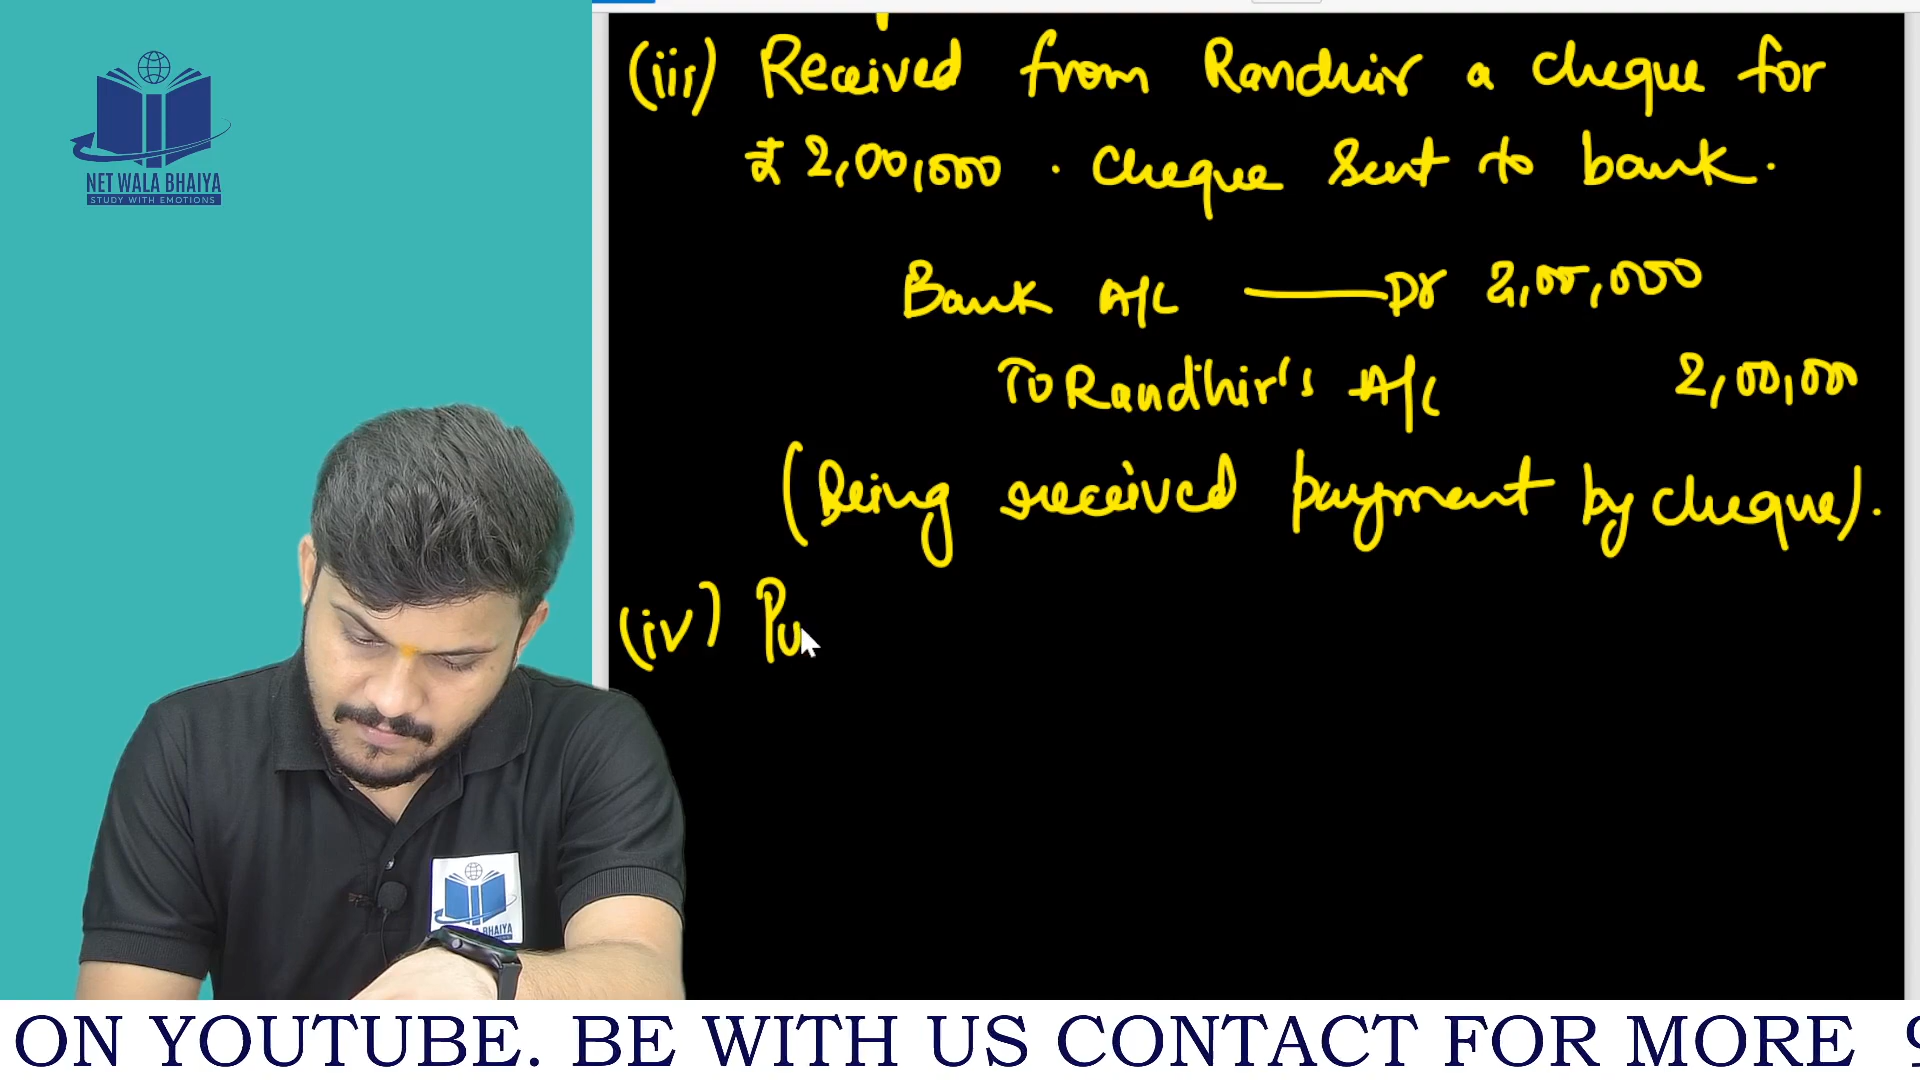 NET WALA BHAIYA
STUDY WITH EMOTIONS
(iii) Received from Randhir a cheque for
₹ 2,00,000 . Cheque Sent to bank.
Bank A/c —— Dr 2,00,000
To Randhir's A/c 2,00,000
(Being received payment by cheque).
(iv) Pu
BHAIYA
ON YOUTUBE. BE WITH US CONTACT FOR MORE 9